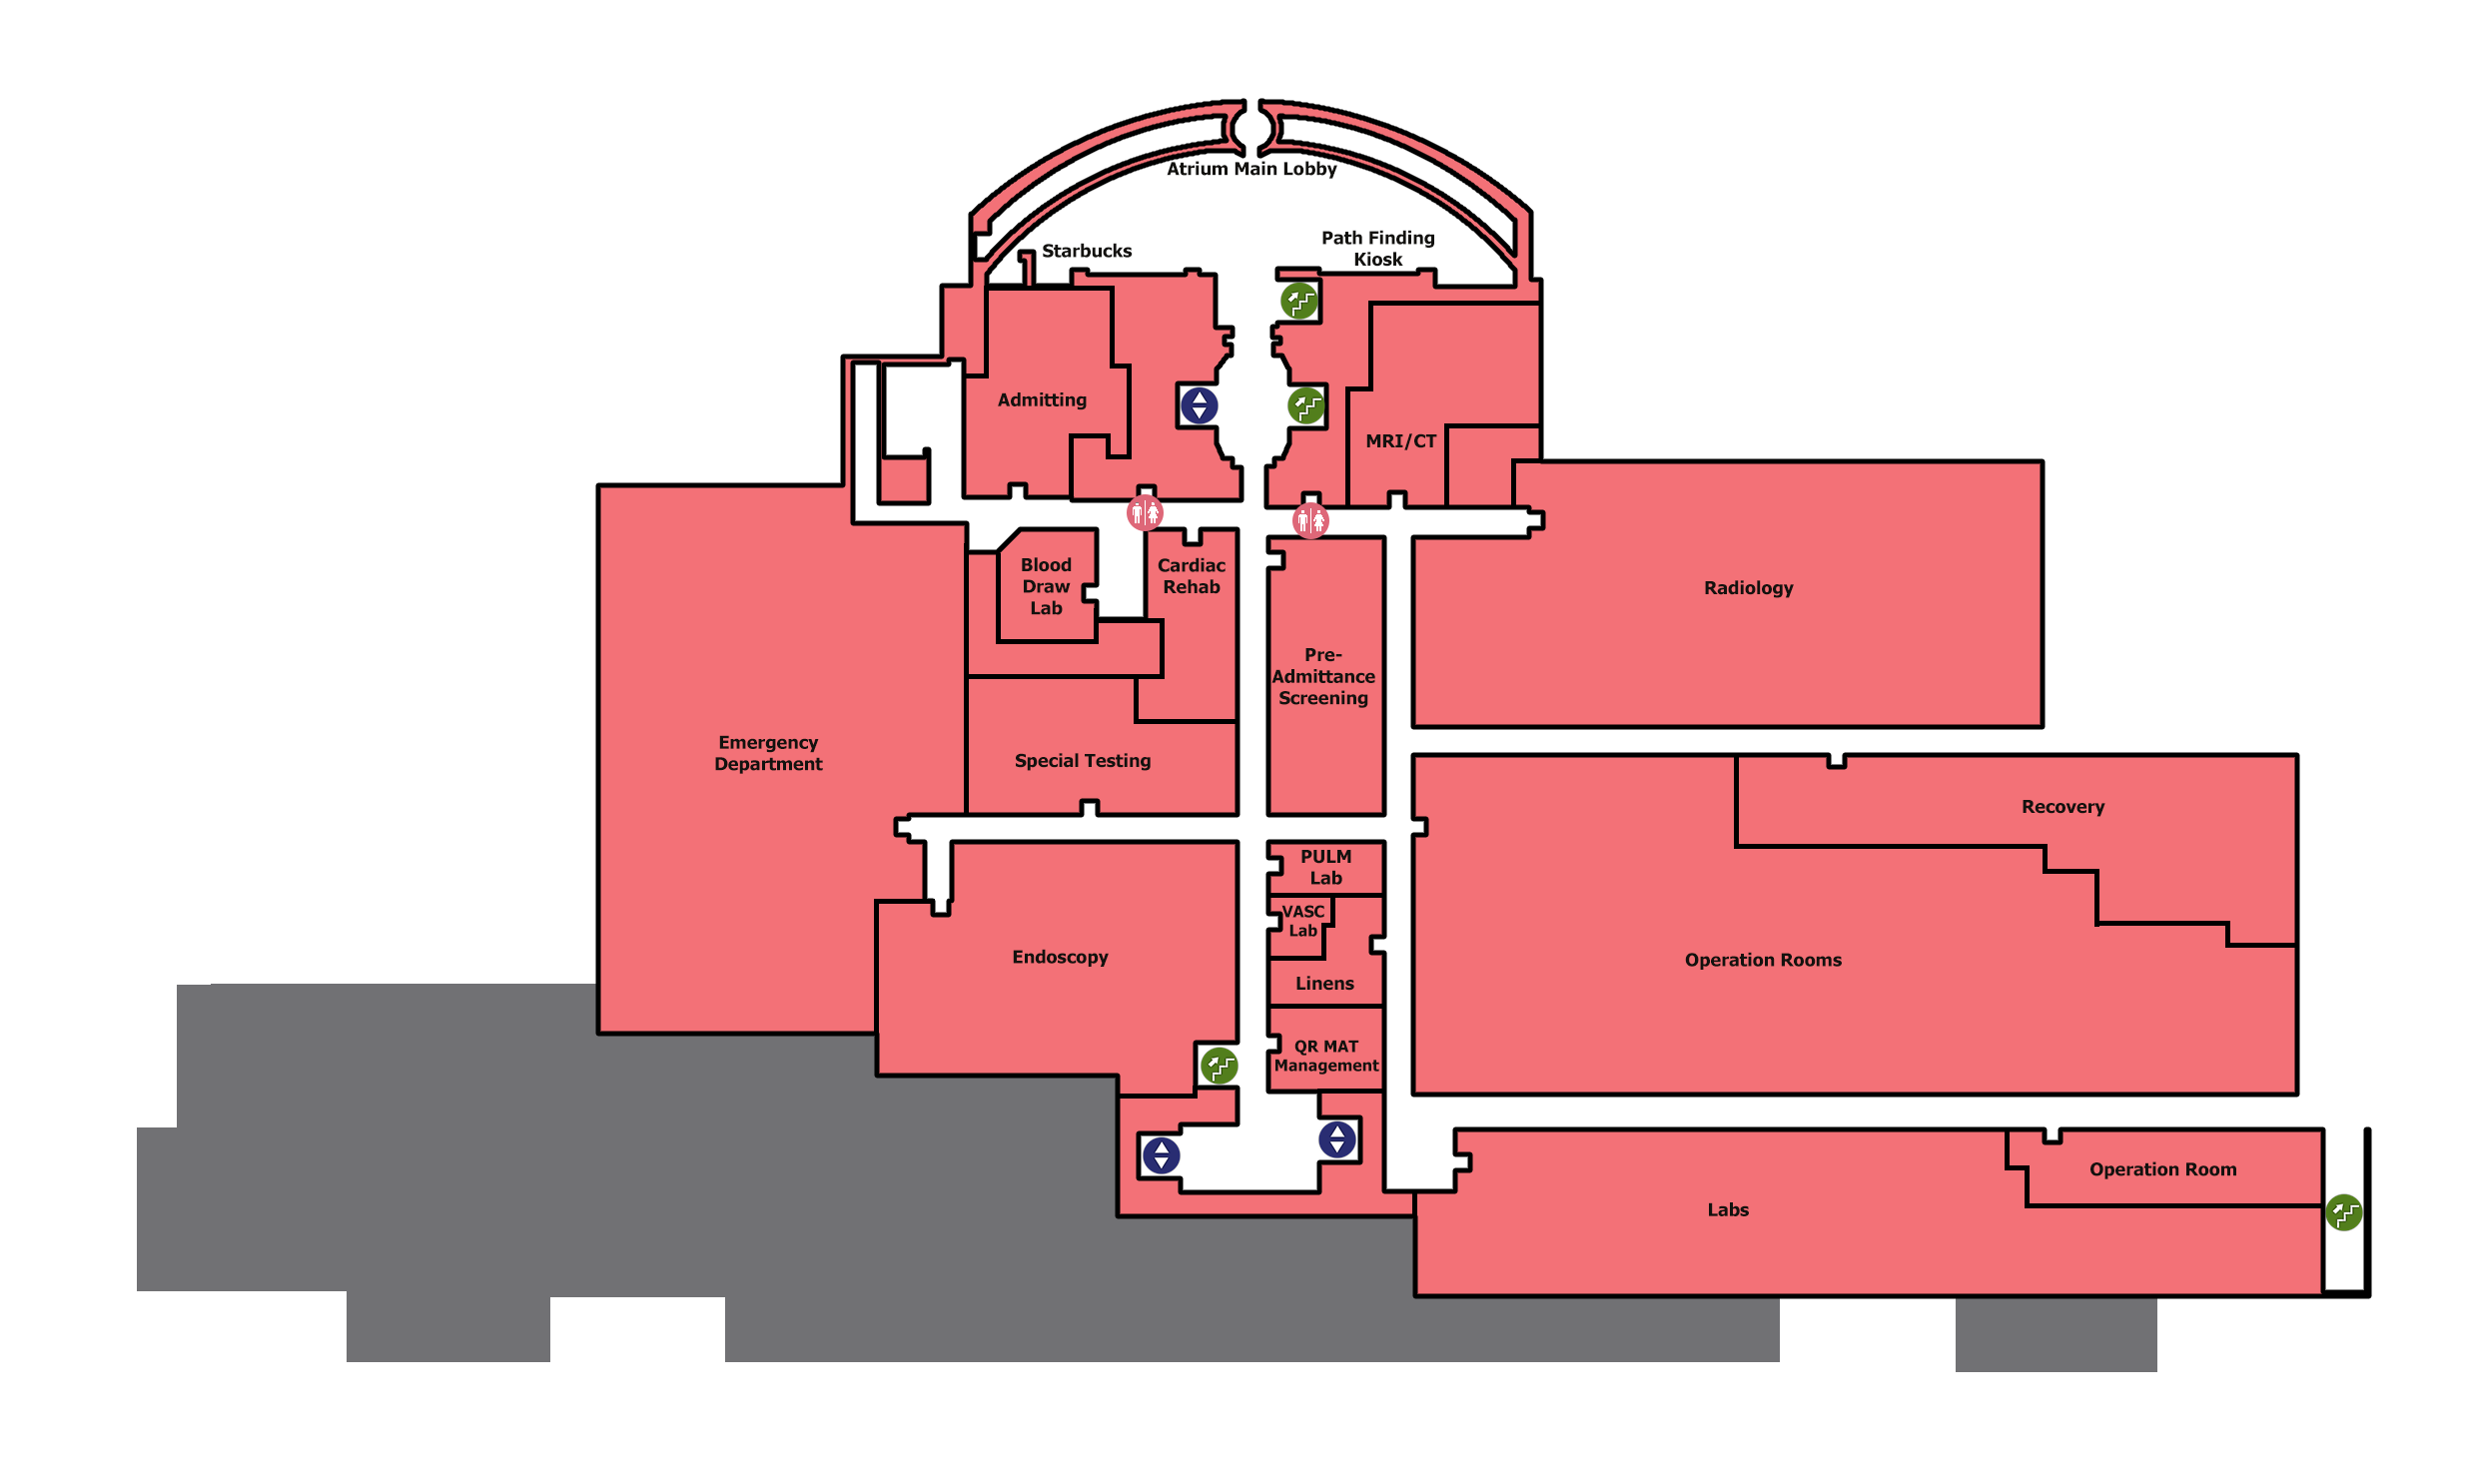 Atrium Main Lobby
Starbucks
Path Finding
Kiosk
Admitting
MRI/CT
Blood
Draw
Lab
Cardiac
Rehab
Radiology
Pre-
Admittance
Screening
Emergency
Department
Special Testing
Recovery
PULM
Lab
VASC
Lab
Endoscopy
Operation Rooms
Linens
QR MAT
Management
Operation Room
Labs